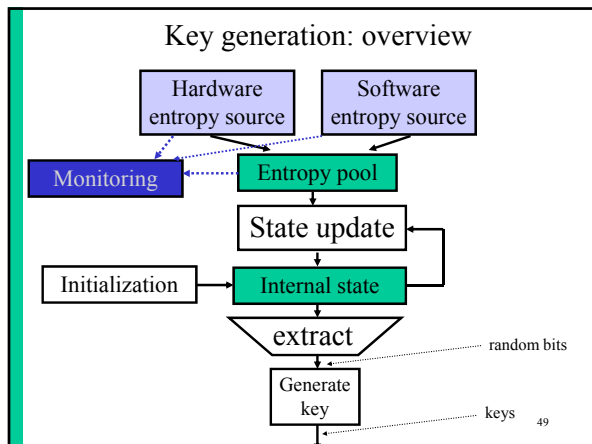 Key generation: overview
Hardware
entropy source
Software
entropy source
Monitoring
Entropy pool
State update
Initialization
Internal state
extract
random bits
Generate
key
keys
49